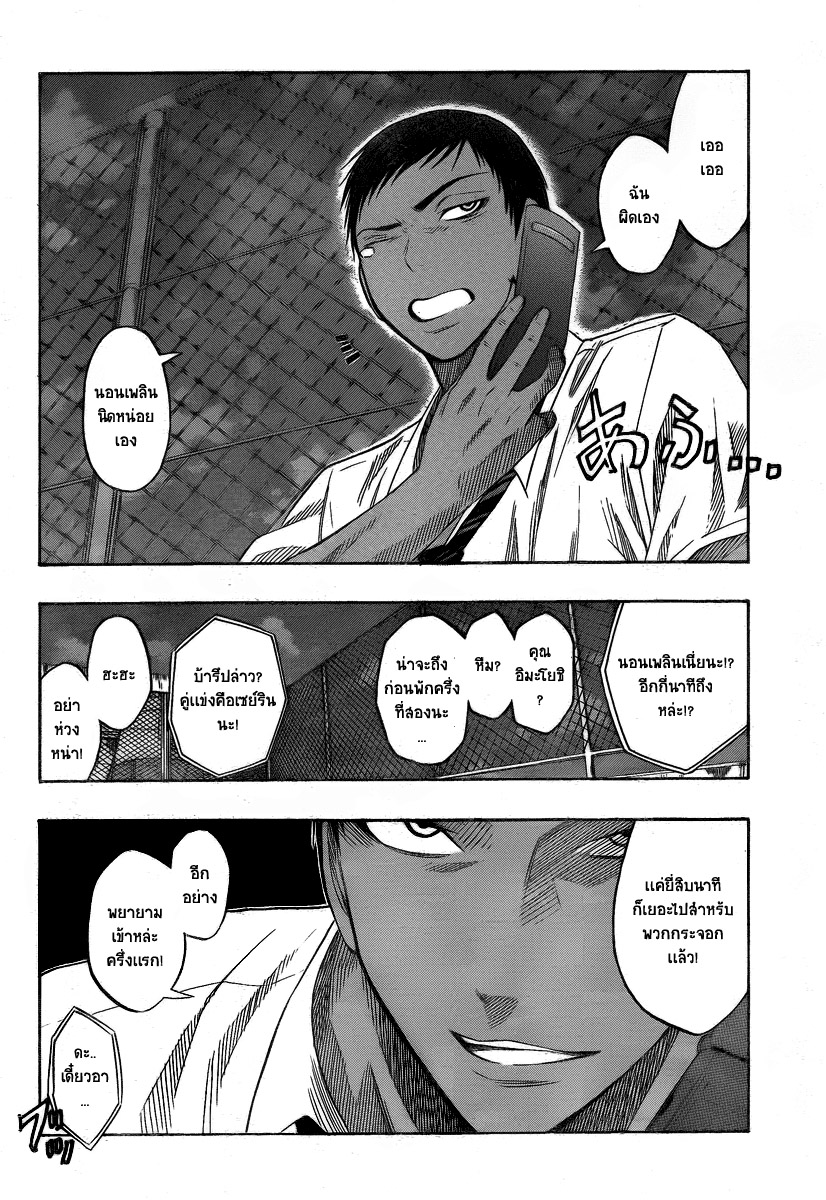 เออ
เออ
ฉัน
ผิดเอง
นอนเพลิน
นิดหน่อย
เอง
あふ...
นอนเพลินเนี่ยนะ!?
อีกกี่นาทีถึง
หล่ะ!?
คุณ
อิมะโยชิ
?
หืม?
น่าจะถึง
ก่อนพักครึ่ง
ที่สองนะ
...
บ้ารึปล่าว?
คู่แข่งคือเซย์ริน
นะ!
ฮะฮะ
อย่า
ห่วง
หน่า!
แค่ยี่สิบนาที
ก็เยอะไปสำหรับ
พวกกระจอก
แล้ว!
อีก
อย่าง
พยายาม
เข้าหล่ะ
ครึ่งแรก!
ดะ..
เดี๋ยวอา
...